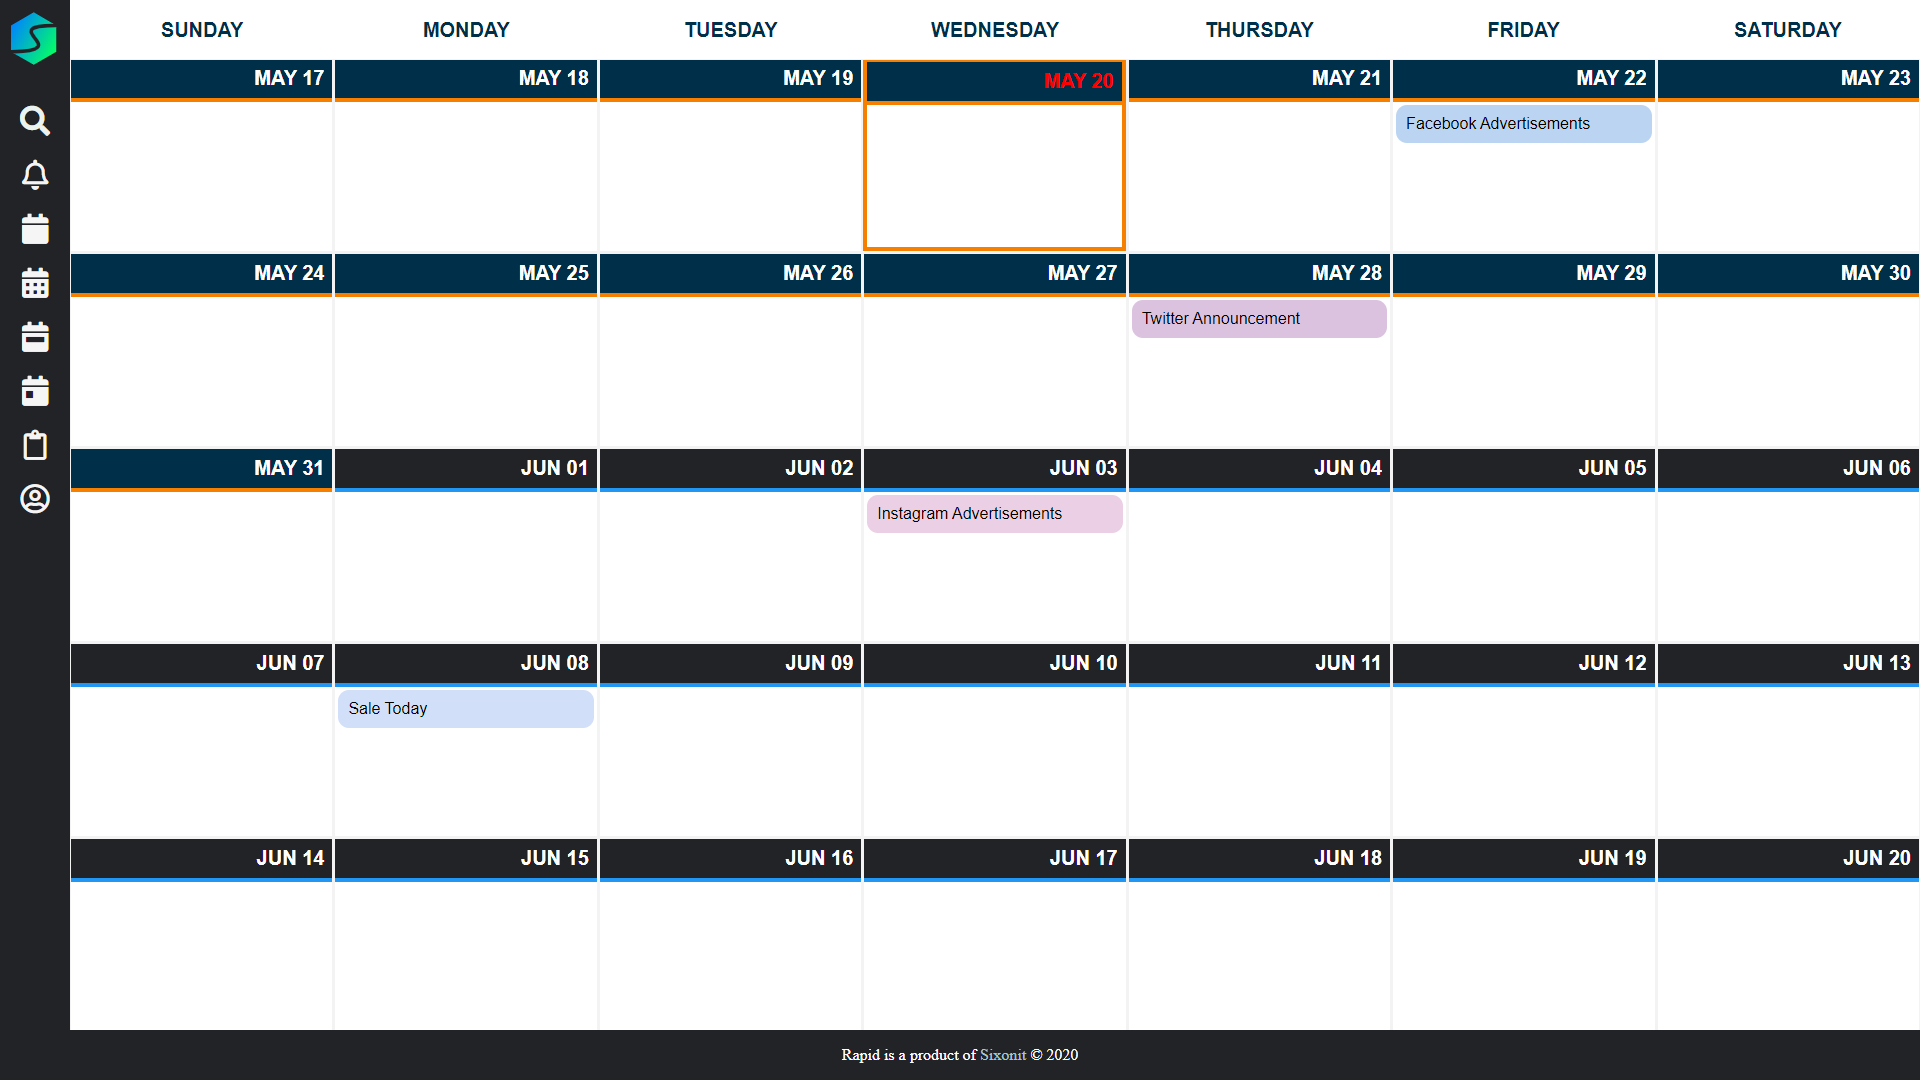 SUNDAY MONDAY TUESDAY WEDNESDAY THURSDAY FRIDAY SATURDAY
MAY 17 MAY 18 MAY 19 MAY 20 MAY 21 MAY 22 MAY 23
Facebook Advertisements
MAY 24 MAY 25 MAY 26 MAY 27 MAY 28 MAY 29 MAY 30
Twitter Announcement
MAY 31 JUN 01 JUN 02 JUN 03 JUN 04 JUN 05 JUN 06
Instagram Advertisements
JUN 07 JUN 08 JUN 09 JUN 10 JUN 11 JUN 12 JUN 13
Sale Today
JUN 14 JUN 15 JUN 16 JUN 17 JUN 18 JUN 19 JUN 20
Rapid is a product of Sixonit © 2020